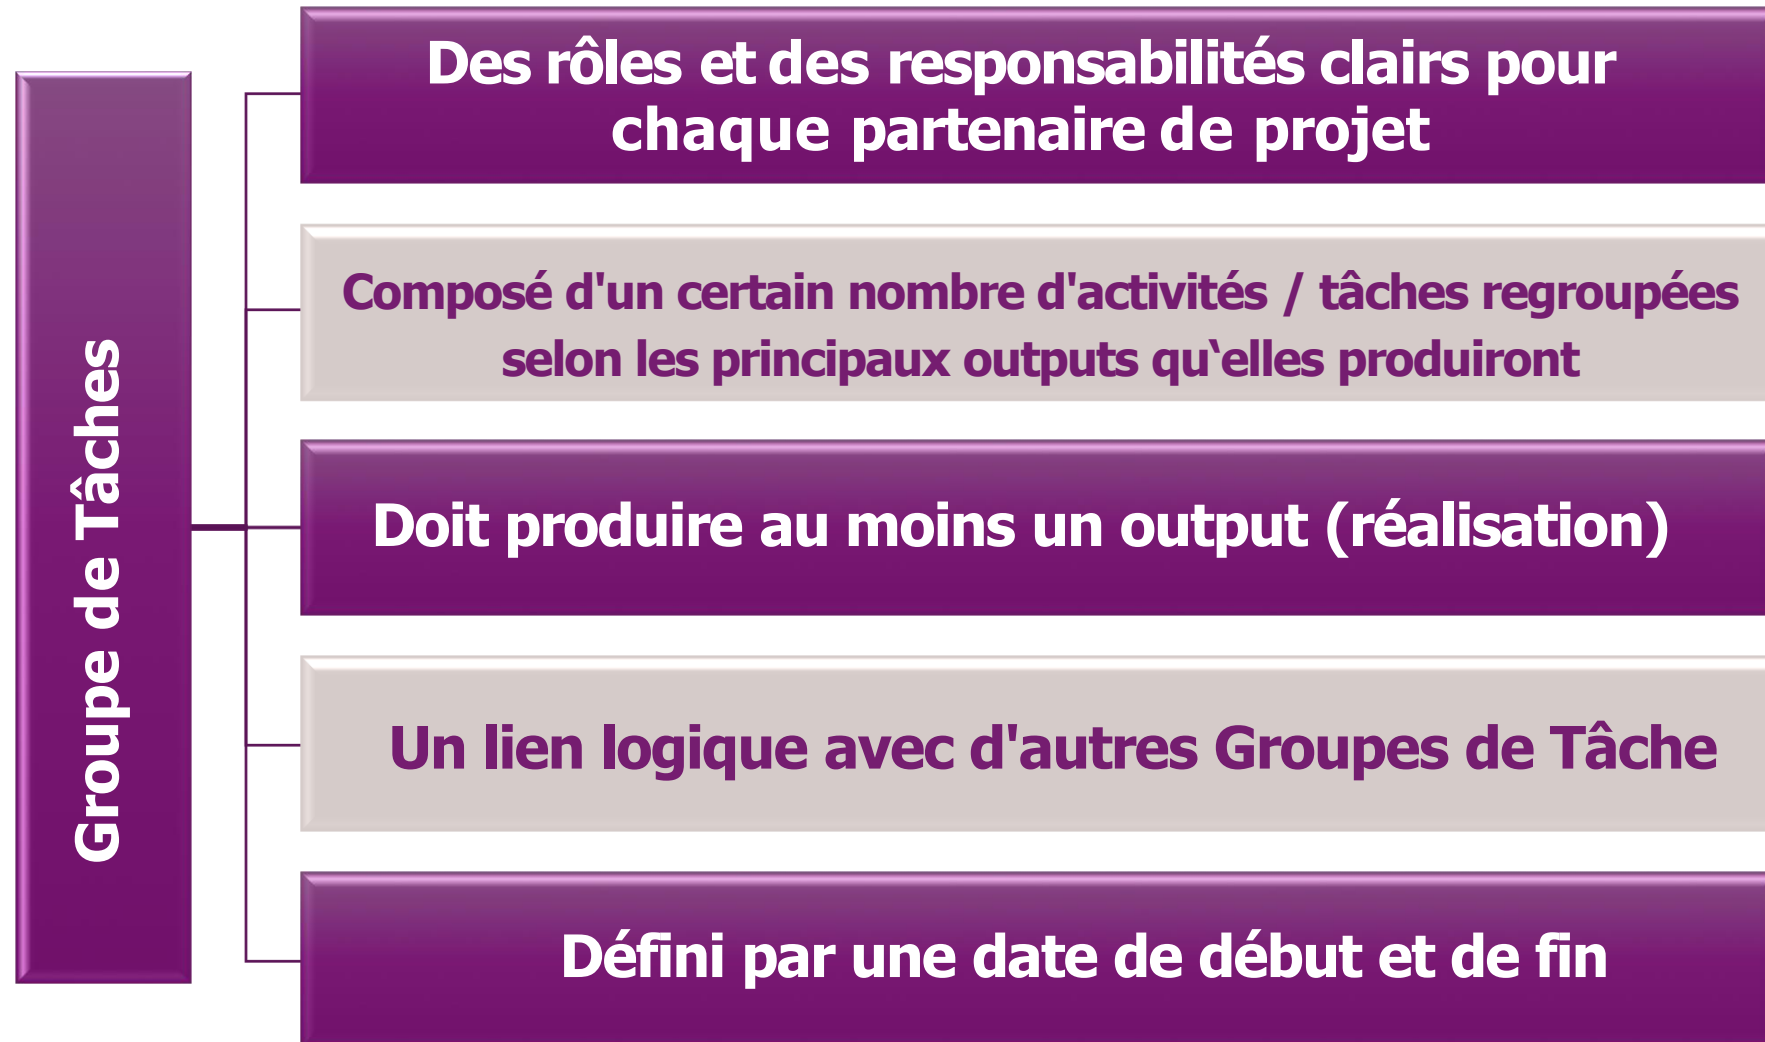 Groupe de Tâches
Des rôles et des responsabilités clairs pour
chaque partenaire de projet
Composé d'un certain nombre d'activités / tâches regroupées
selon les principaux outputs qu‛elles produiront
Doit produire au moins un output (réalisation)
Un lien logique avec d'autres Groupes de Tâche
Défini par une date de début et de fin